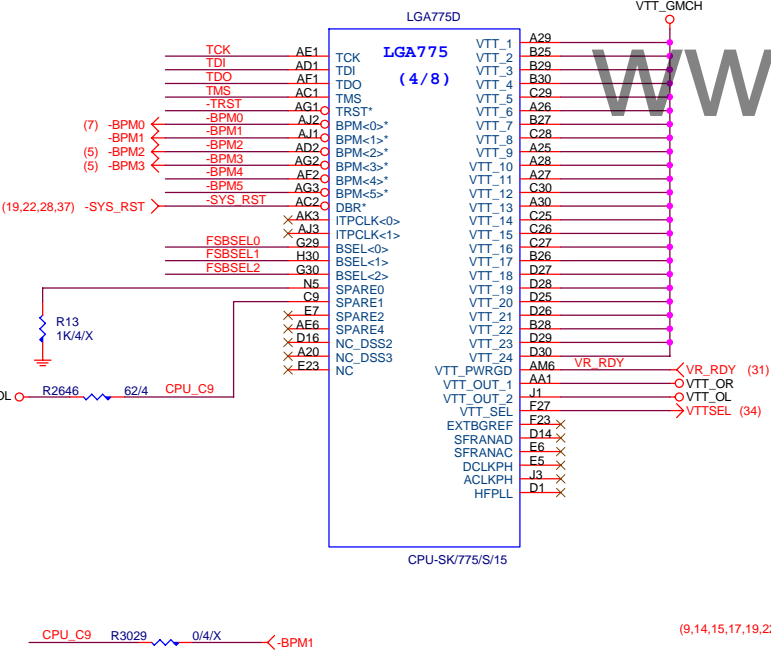 LGA775D
VTT_GMCH
LGA775
(4/8)
WW
TCK AE1 TCK
TDI AD1 TDI
TDO AF1 TDO
TMS AC1 TMS
-TRST AG1 TRST*
(7) -BPM0 -BPM0 AJ2 BPM<0>*
-BPM1 -BPM1 AJ1 BPM<1>*
(5) -BPM2 -BPM2 AD2 BPM<2>*
(5) -BPM3 -BPM3 AG2 BPM<3>*
-BPM4 AF2 BPM<4>*
-BPM5 AG3 BPM<5>*
(19,22,28,37) -SYS_RST -SYS_RST AC2 DBR*
AK3 ITPCLK<0>
AJ3 ITPCLK<1>
FSBSEL0 G29 BSEL<0>
FSBSEL1 H30 BSEL<1>
FSBSEL2 G30 BSEL<2>
N5 SPARE0
C9 SPARE1
E7 SPARE2
AE6 SPARE4
D16 NC_DSS2
A20 NC_DSS3
E23 NC
R13
1K/4/X
OL R2646 62/4 CPU_C9
VTT_1 A29
VTT_2 B25
VTT_3 B29
VTT_4 B30
VTT_5 C29
VTT_6 A26
VTT_7 B27
VTT_8 C28
VTT_9 A25
VTT_10 A28
VTT_11 A27
VTT_12 C30
VTT_13 A30
VTT_14 C25
VTT_15 C26
VTT_16 C27
VTT_17 B26
VTT_18 D27
VTT_19 D28
VTT_20 D25
VTT_21 D26
VTT_22 B28
VTT_23 D29
VTT_24 D30
VTT_PWRGD AM6 VR_RDY VR_RDY (31)
VTT_OUT_1 AA1 VTT_OR
VTT_OUT_2 J1 VTT_OL
VTT_SEL F27 VTTSEL (34)
EXTBGREF F23
SFRANAD D14
SFRANAC E6
DCLKPH E5
ACLKPH J3
HFPLL D1
CPU-SK/775/S/15
CPU_C9 R3029 0/4/X -BPM1
(9,14,15,17,19,22